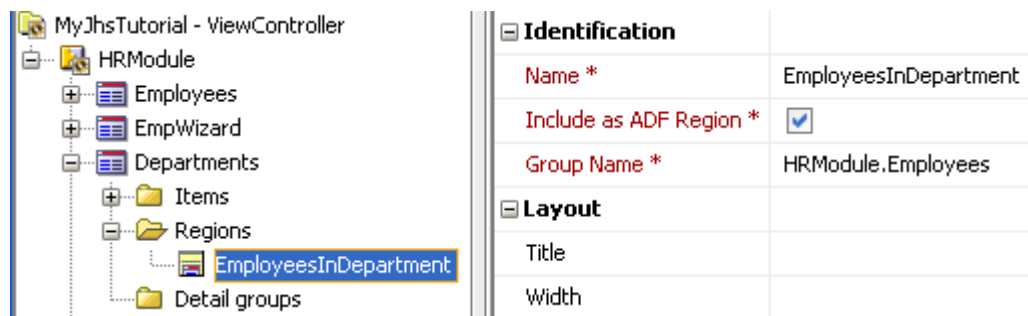 MyJhsTutorial - ViewController
HRModule
Employees
EmpWizard
Departments
Items
Regions
EmployeesInDepartment
Detail groups
Identification
Name * EmployeesInDepartment
Include as ADF Region *
Group Name * HRModule.Employees
Layout
Title
Width